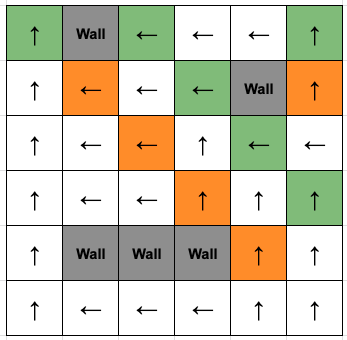 ↑ Wall ← ← ← ↑
↑ ← ← ← Wall ↑
↑ ← ← ↑ ← ←
↑ ← ← ↑ ↑ ↑
↑ Wall Wall Wall ↑ ↑
↑ ← ← ← ↑ ↑